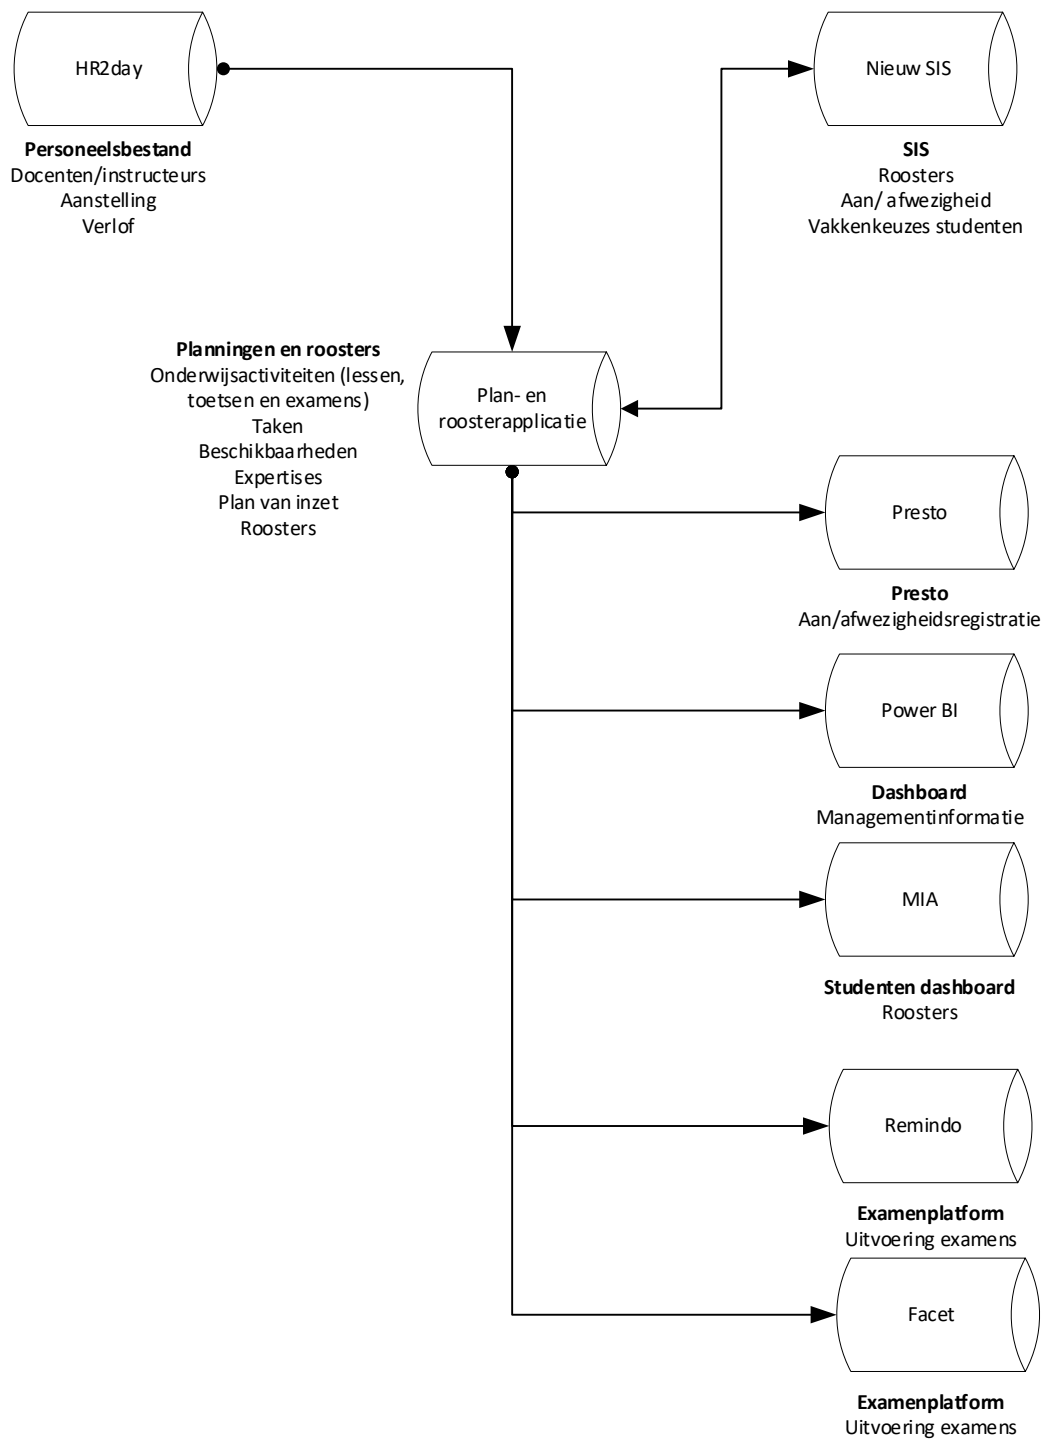 HR2day
Personeelsbestand
Docenten/instructeurs
Aanstelling
Verlof
Nieuw SIS
SIS
Roosters
Aan/ afwezigheid
Vakkenkeuzes studenten
Planningen en roosters
Onderwijsactiviteiten (lessen,
toetsen en examens)
Taken
Beschikbaarheden
Expertises
Plan van inzet
Roosters
Plan- en
roosterapplicatie
Presto
Presto
Aan/afwezigheidsregistratie
Power BI
Dashboard
Managementinformatie
MIA
Studenten dashboard
Roosters
Remindo
Examenplatform
Uitvoering examens
Facet
Examenplatform
Uitvoering examens